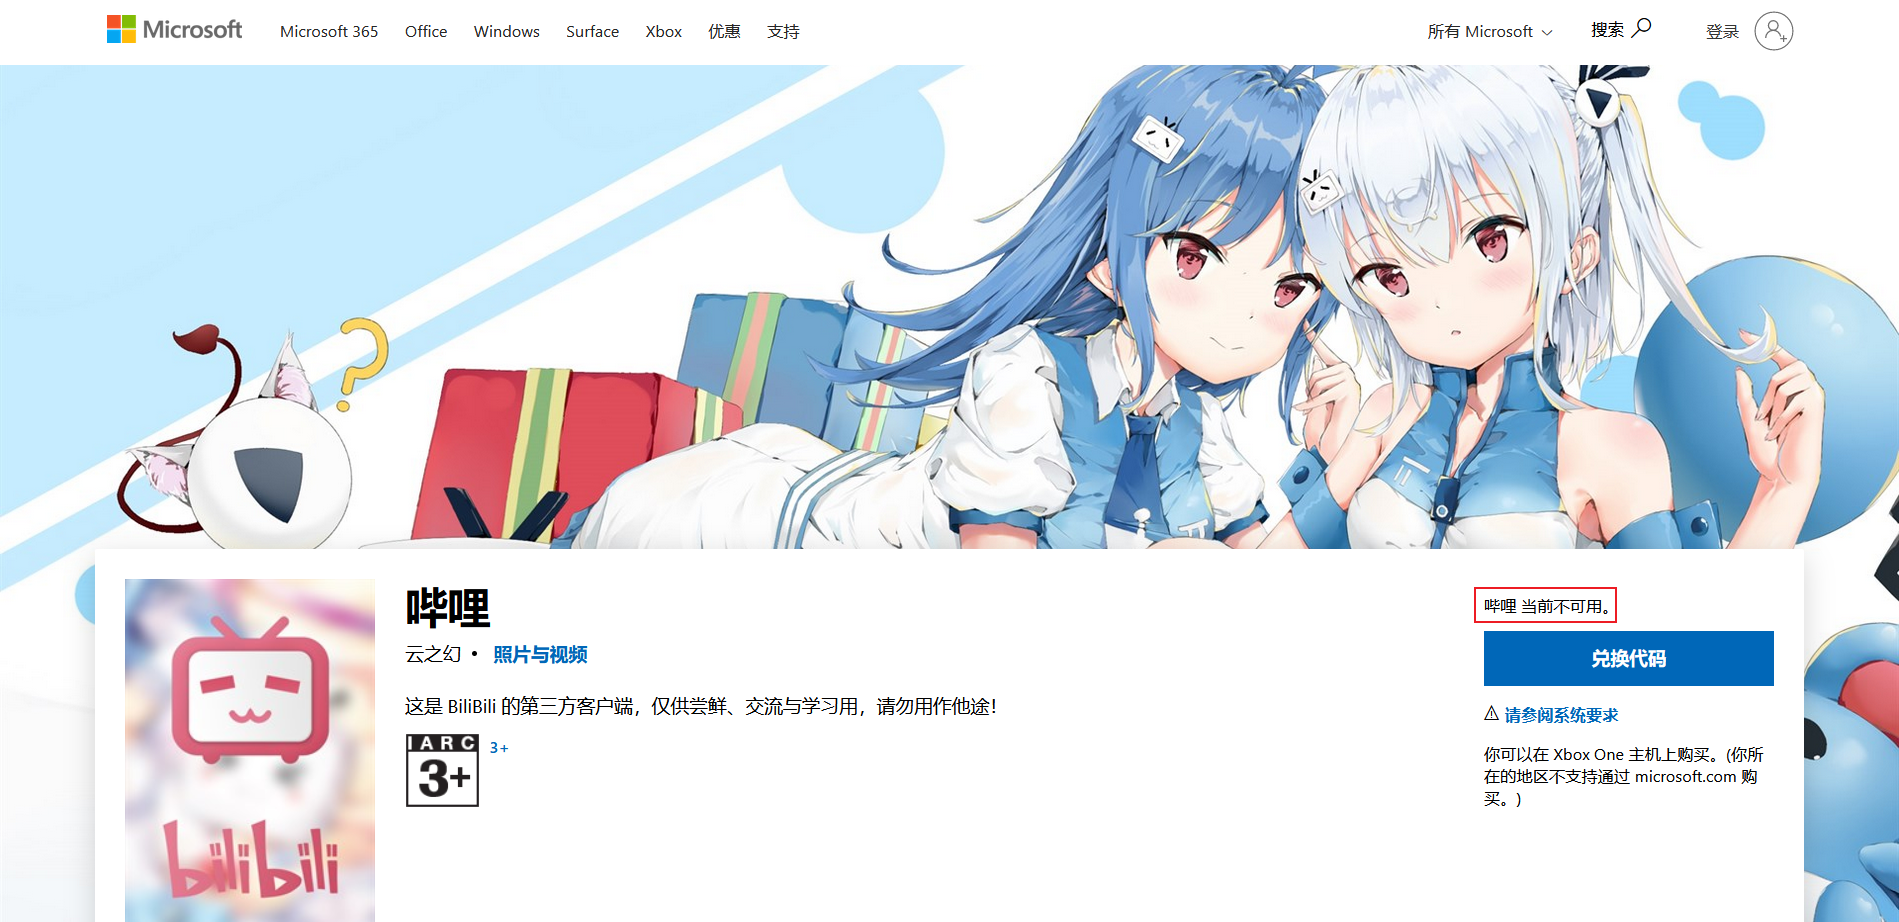 Microsoft Microsoft 365 Office Windows Surface Xbox 优惠 支持 所有 Microsoft 搜索 登录
哔哩
云之幻 • 照片与视频
这是 BiliBili 的第三方客户端，仅供尝鲜、交流与学习用，请勿用作他途！
IARC
3+
3+
bilibili
哔哩 当前不可用。
兑换代码
请参阅系统要求
你可以在 Xbox One 主机上购买。(你所
在的地区不支持通过 microsoft.com 购
买。)